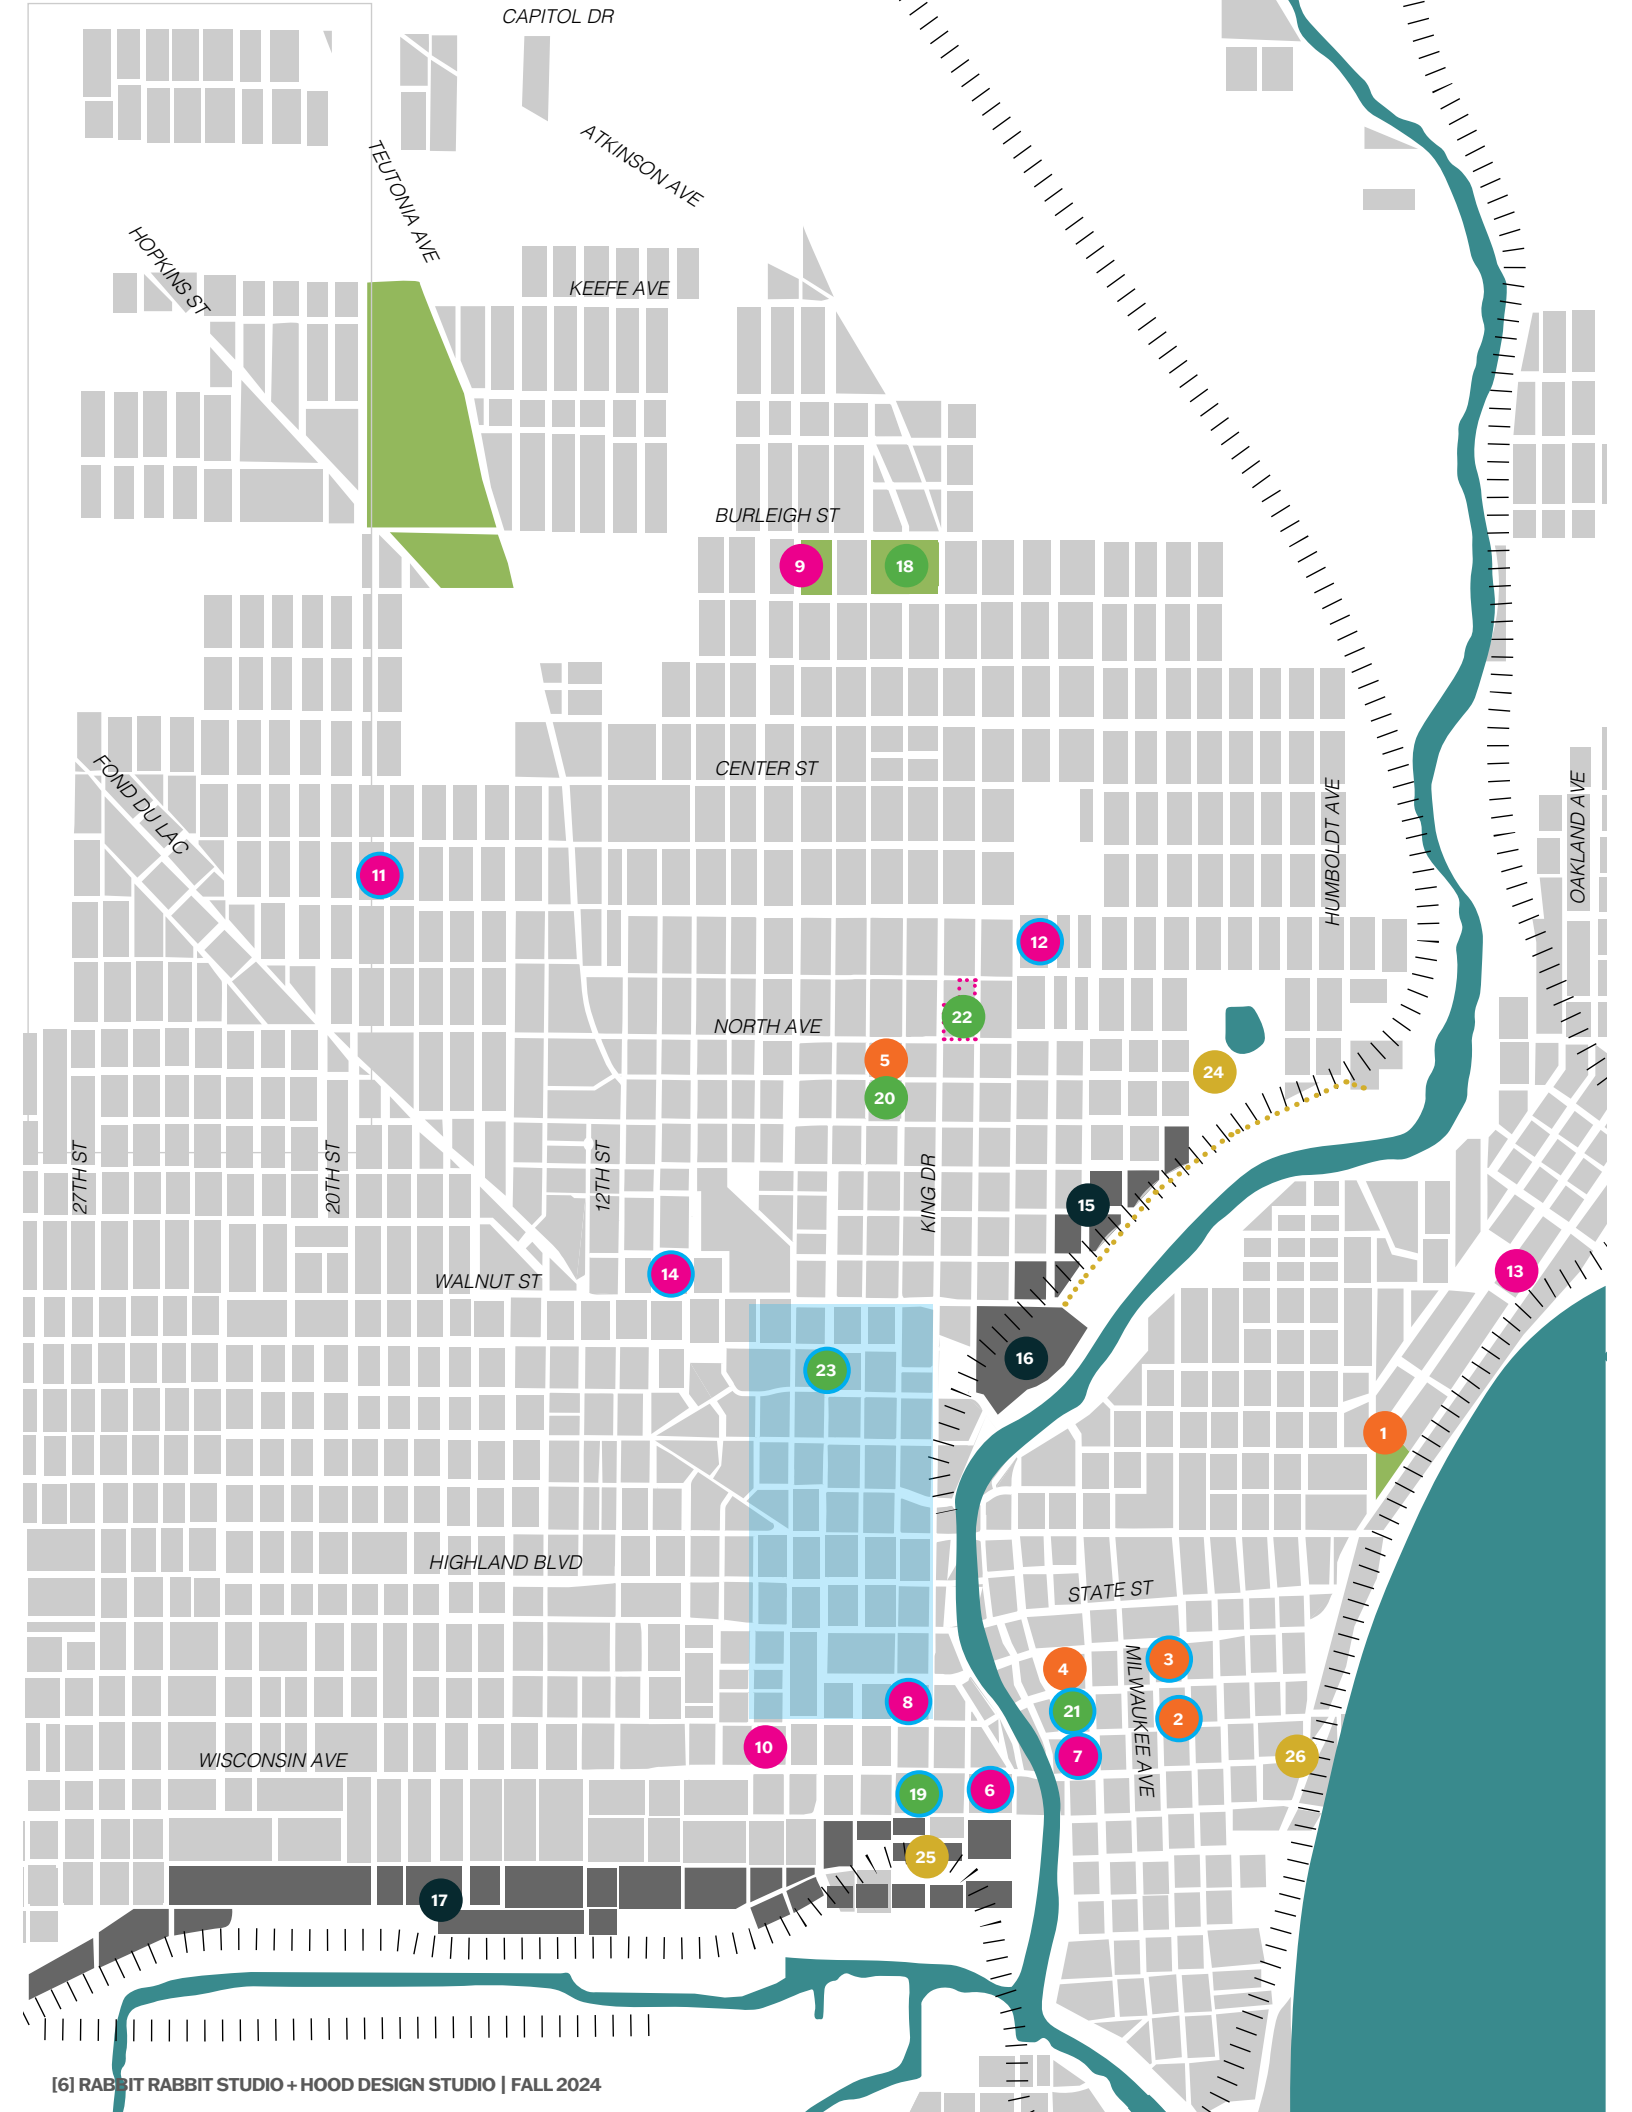 CAPITOL DR
ATKINSON AVE
TEUTONIA AVE
HOPKINS ST
KEEFE AVE
BURLEIGH ST
9
18
CENTER ST
FOND DU LAC
HUMBOLDT AVE
OAKLAND AVE
11
12
22
NORTH AVE
5
24
20
27TH ST
20TH ST
12TH ST
KING DR
15
14
13
WALNUT ST
16
23
1
HIGHLAND BLVD
STATE ST
4
3
MILWAUKEE AVE
8
21
2
10
7
26
WISCONSIN AVE
19
6
25
17
[6] RABBIT RABBIT STUDIO + HOOD DESIGN STUDIO | FALL 2024